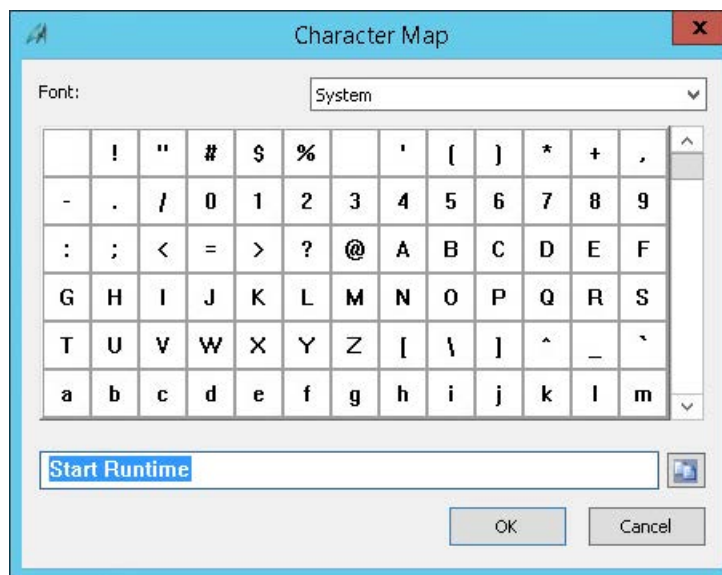 Character Map
Font: System
! " # $ % ' ( ) * + ,
- . / 0 1 2 3 4 5 6 7 8 9
: ; < = > ? @ A B C D E F
G H I J K L M N O P Q R S
T U V W X Y Z [ \ ] ^ _ `
a b c d e f g h i j k l m
Start Runtime
OK Cancel